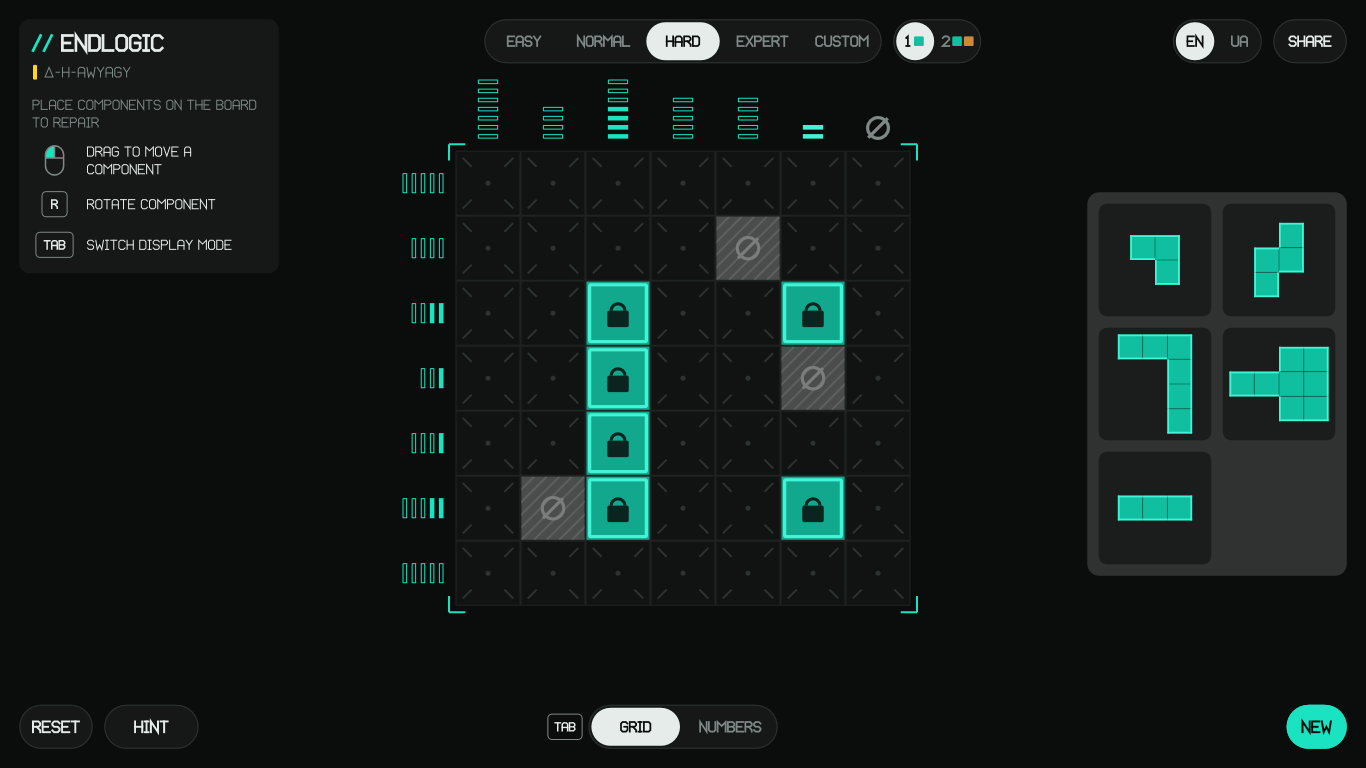 // ENDLOGIC
Δ-H-AWYAGY
PLACE COMPONENTS ON THE BOARD
TO REPAIR
DRAG TO MOVE A
COMPONENT
R ROTATE COMPONENT
TAB SWITCH DISPLAY MODE
EASY NORMAL HARD EXPERT CUSTOM 1 2
EN UA SHARE
RESET HINT
TAB GRID NUMBERS
NEW